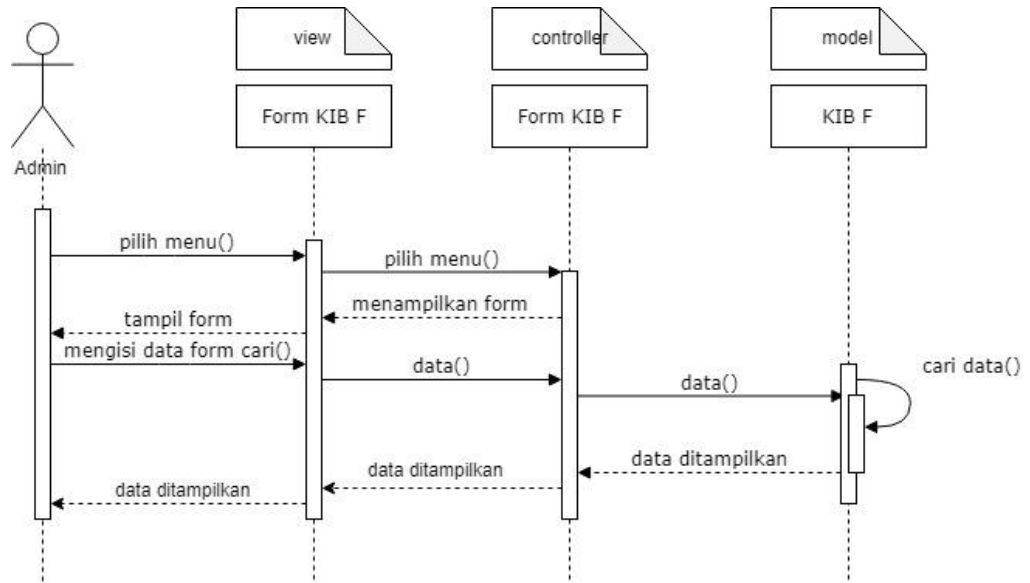 view
controller
model
Form KIB F
Form KIB F
KIB F
Admin
pilih menu()
pilih menu()
menampilkan form
tampil form
mengisi data form cari()
data()
cari data()
data()
data ditampilkan
data ditampilkan
data ditampilkan